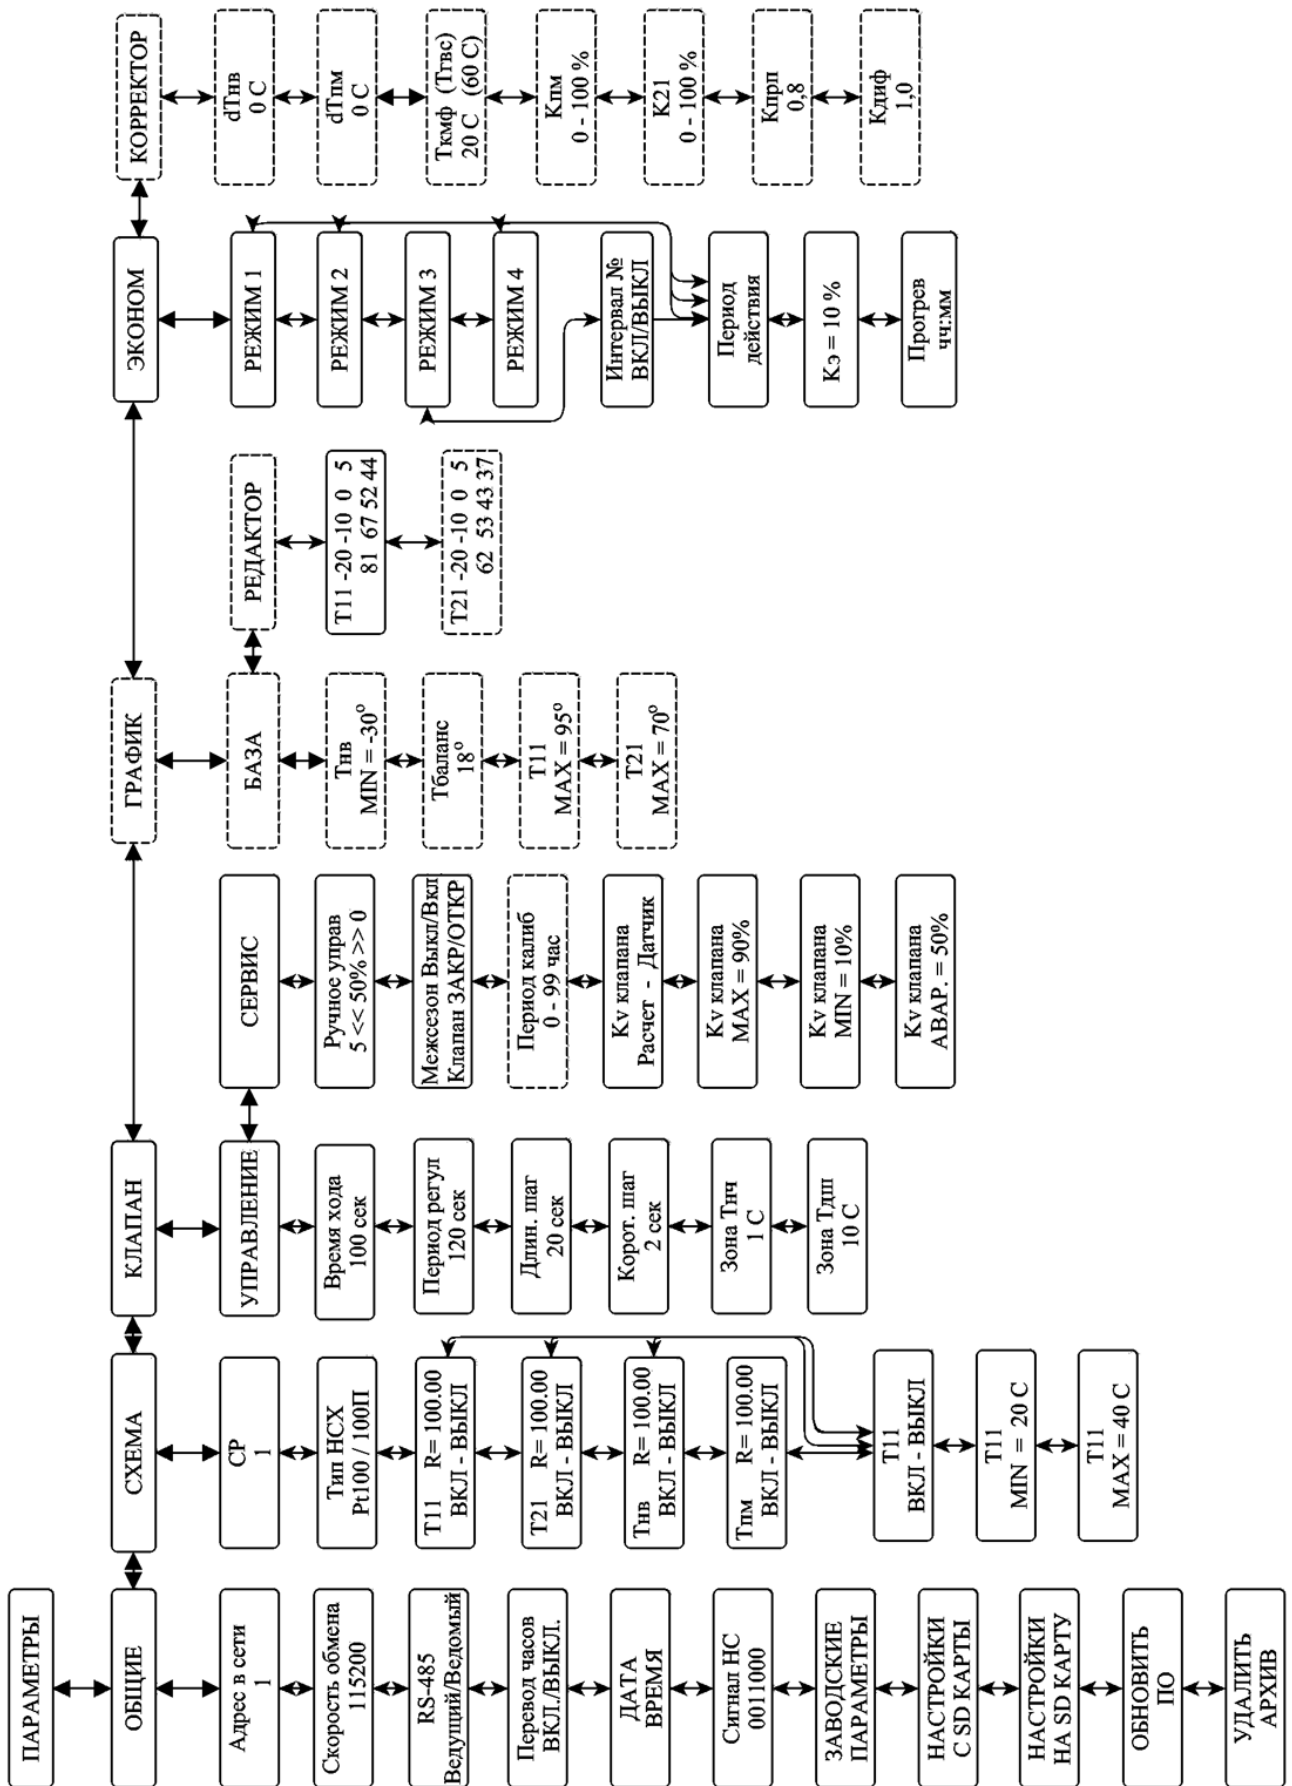 ПАРАМЕТРЫ
ОБЩИЕ
Адрес в сети
1
Скорость обмена
115200
RS-485
Ведущий/Ведомый
Перевод часов
ВКЛ./ВЫКЛ.
ДАТА
ВРЕМЯ
Сигнал НС
0011000
ЗАВОДСКИЕ
ПАРАМЕТРЫ
НАСТРОЙКИ
С SD КАРТЫ
НАСТРОЙКИ
НА SD КАРТУ
ОБНОВИТЬ
ПО
УДАЛИТЬ
АРХИВ
СХЕМА
СР
1
Тип НСХ
Pt100 / 100П
Т11 R= 100.00
ВКЛ - ВЫКЛ
Т21 R= 100.00
ВКЛ - ВЫКЛ
Тнв R= 100.00
ВКЛ - ВЫКЛ
Тпм R= 100.00
ВКЛ - ВЫКЛ
Т11
ВКЛ - ВЫКЛ
Т11
MIN = 20 С
Т11
MAX = 40 С
КЛАПАН
УПРАВЛЕНИЕ
Время хода
100 сек
Период регул
120 сек
Длин. шаг
20 сек
Корот. шаг
2 сек
Зона Тнч
1 С
Зона Тдш
10 С
СЕРВИС
Ручное управ
5 << 50% >> 0
Межсезон Выкл/Вкл
Клапан ЗАКР/ОТКР
Период калиб
0 - 99 час
Kv клапана
Расчет - Датчик
Kv клапана
MAX = 90%
Kv клапана
MIN = 10%
Kv клапана
АВАР. = 50%
ГРАФИК
БАЗА
Тнв
MIN = -30°
Тбаланс
18°
Т11
MAX = 95°
Т21
MAX = 70°
РЕДАКТОР
Т11 -20 -10 0 5
81 67 52 44
Т21 -20 -10 0 5
62 53 43 37
ЭКОНОМ
РЕЖИМ 1
РЕЖИМ 2
РЕЖИМ 3
РЕЖИМ 4
Интервал №
ВКЛ/ВЫКЛ
Период
действия
Кэ = 10 %
Прогрев
чч:мм
КОРРЕКТОР
dТнв
0 С
dТпм
0 С
Ткмф (Тгвс)
20 С (60 С)
Кпм
0 - 100 %
К21
0 - 100 %
Кпрп
0,8
Кдиф
1,0